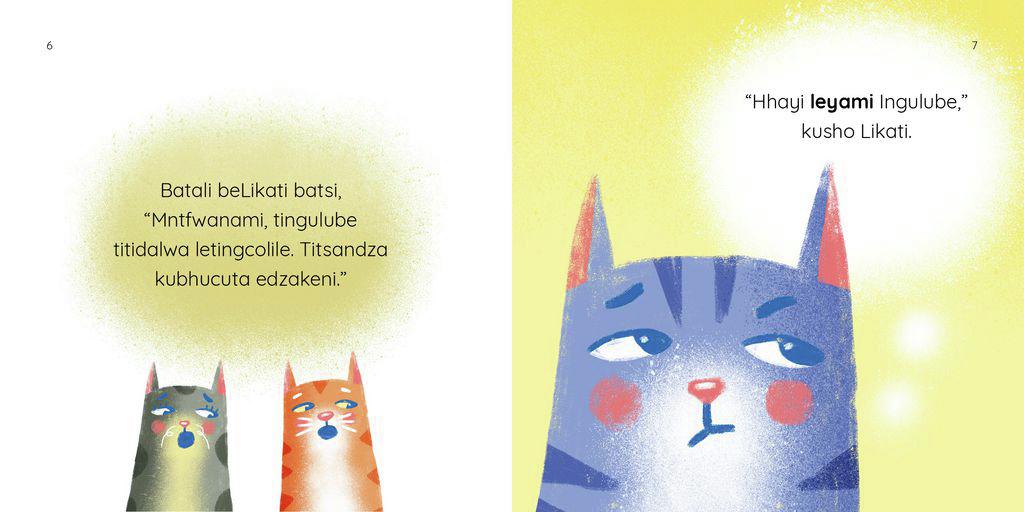 6
Batali beLikati batsi,
“Mntfwanami, tingulube
titidalwa letingcolile. Titsandza
kubhucuta edzakeni.”
7
“Hhayi leyami Ingulube,”
kusho Likati.